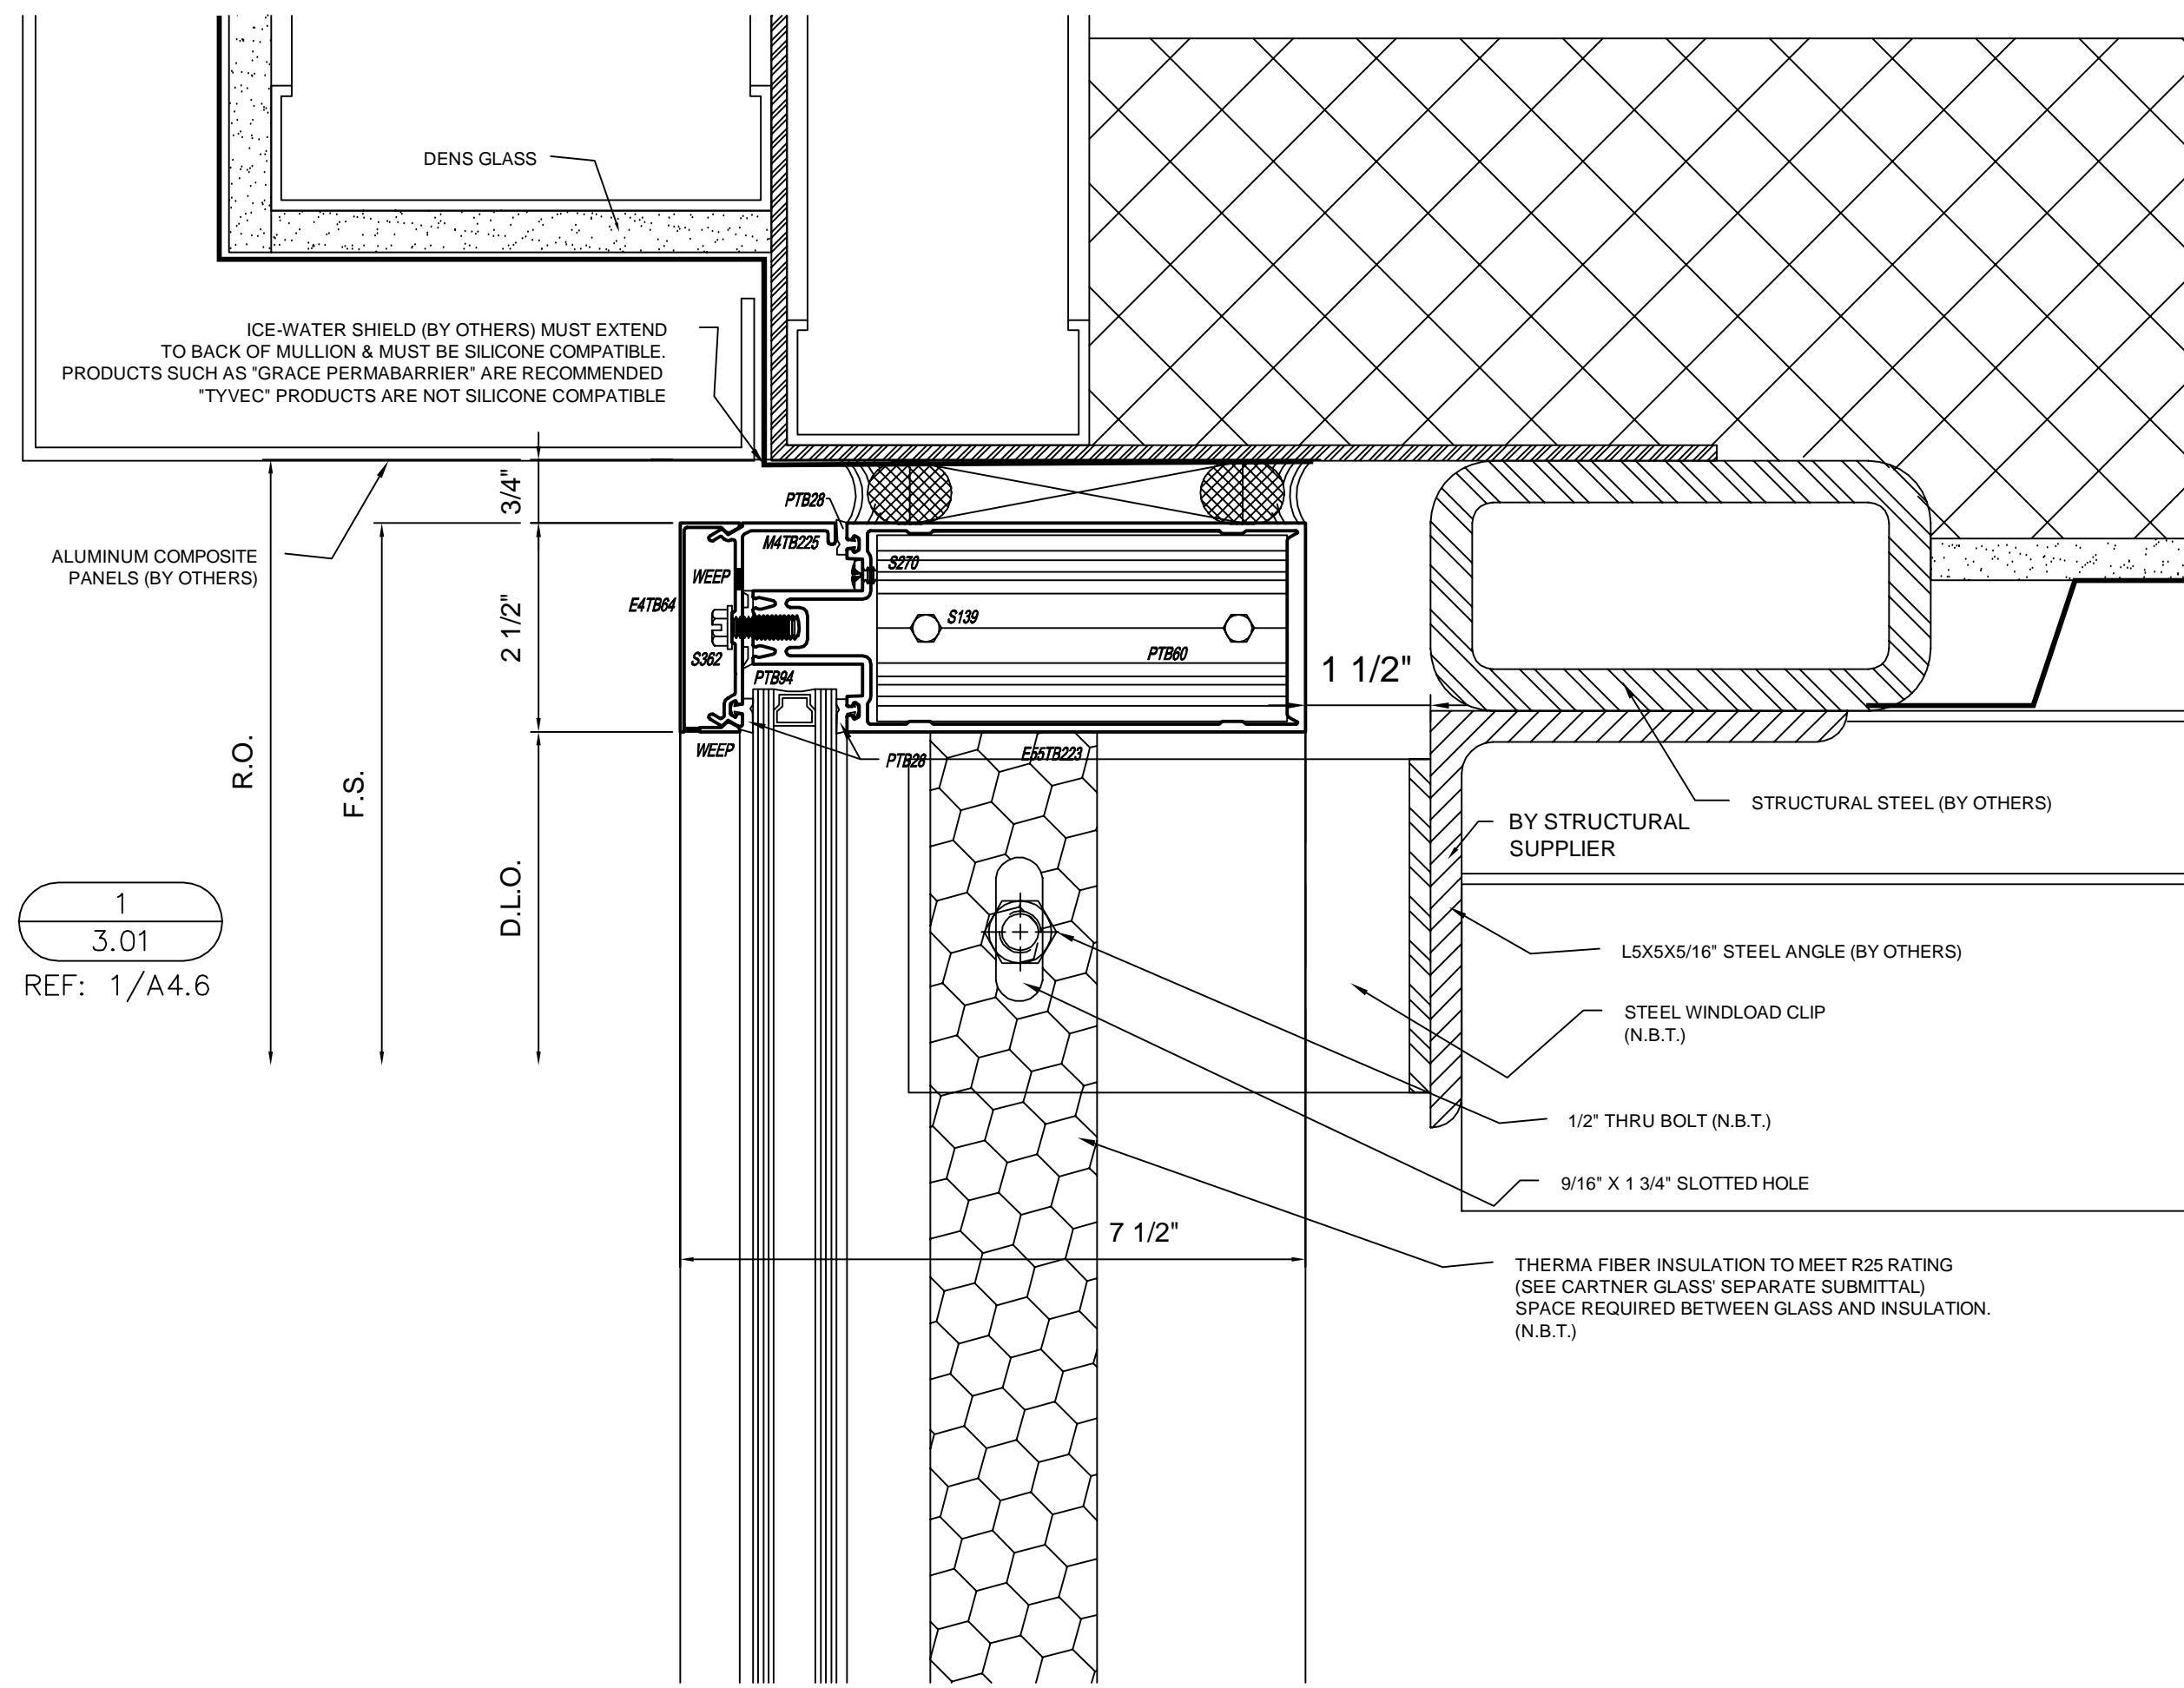 DENS GLASS
ICE-WATER SHIELD (BY OTHERS) MUST EXTEND
TO BACK OF MULLION & MUST BE SILICONE COMPATIBLE.
PRODUCTS SUCH AS "GRACE PERMABARRIER" ARE RECOMMENDED
"TYVEC" PRODUCTS ARE NOT SILICONE COMPATIBLE
3/4"
PTB28
ALUMINUM COMPOSITE
PANELS (BY OTHERS)
M4TB225
WEEP
S270
E4TB64
2 1/2"
S139
S362
PTB60
PTB94
1 1/2"
WEEP
PTB28
E55TB223
R.O.
F.S.
D.L.O.
STRUCTURAL STEEL (BY OTHERS)
BY STRUCTURAL
SUPPLIER
1
3.01
REF: 1/A4.6
L5X5X5/16" STEEL ANGLE (BY OTHERS)
STEEL WINDLOAD CLIP
(N.B.T.)
1/2" THRU BOLT (N.B.T.)
9/16" X 1 3/4" SLOTTED HOLE
7 1/2"
THERMA FIBER INSULATION TO MEET R25 RATING
(SEE CARTNER GLASS' SEPARATE SUBMITTAL)
SPACE REQUIRED BETWEEN GLASS AND INSULATION.
(N.B.T.)